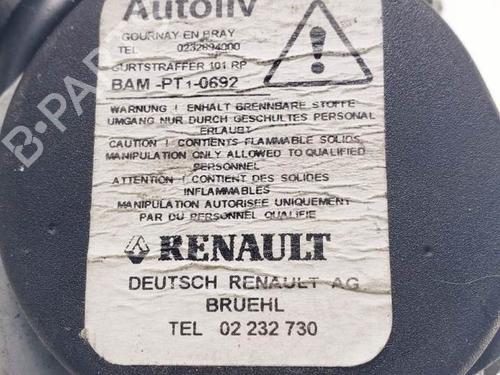 Autoliv
GOURNAY EN BRAY
TEL 0232894000
GURTSTRAFFER 101 RP
BAM -PT1-0692
WARNUNG ! ENHALT BRENNBARE STOFFE
UMGANG NUR DURCH GESCHULTES PERSONAL
ERLAUBT
CAUTION ! CONTIENTS FLAMMABLE SOLIDS,
MANIPULATION ONLY ALLOWED TO QUALIFIED
PERSONNEL
ATTENTION ! CONTIENT DES SOLIDES
INFLAMMABLES
MANIPULATION AUTORISEE UNIQUEMENT
PAR DU PERSONNEL QUALIFIE
RENAULT
DEUTSCH RENAULT AG
BRUEHL
TEL 02 232 730
B-PARTS